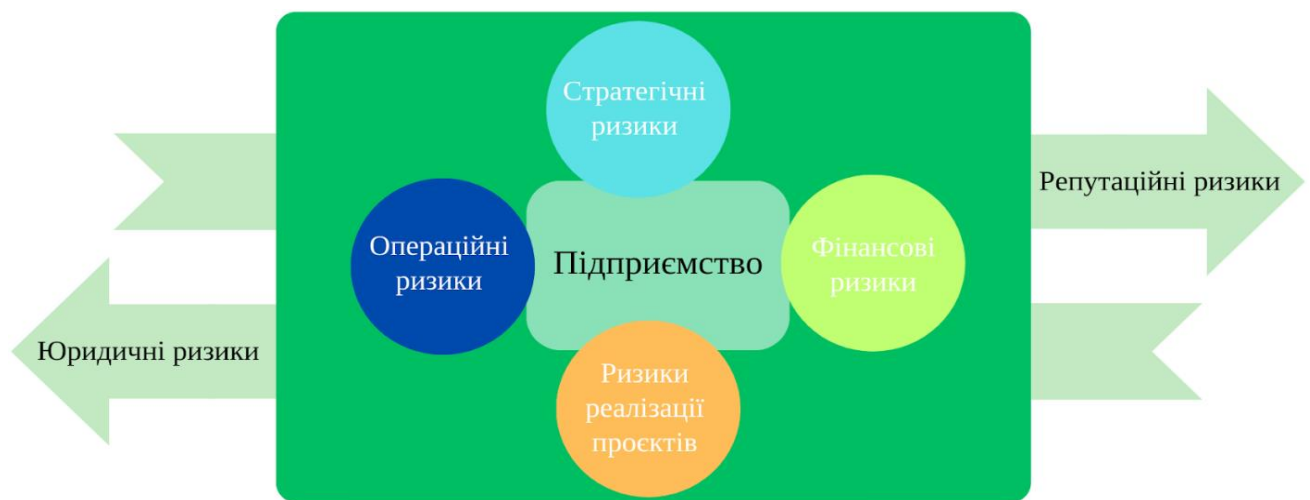 Стратегічні
ризики
Репутаційні ризики
Операційні
ризики
Підприємство
Фінансові
ризики
Юридичні ризики
Ризики
реалізації
проєктів